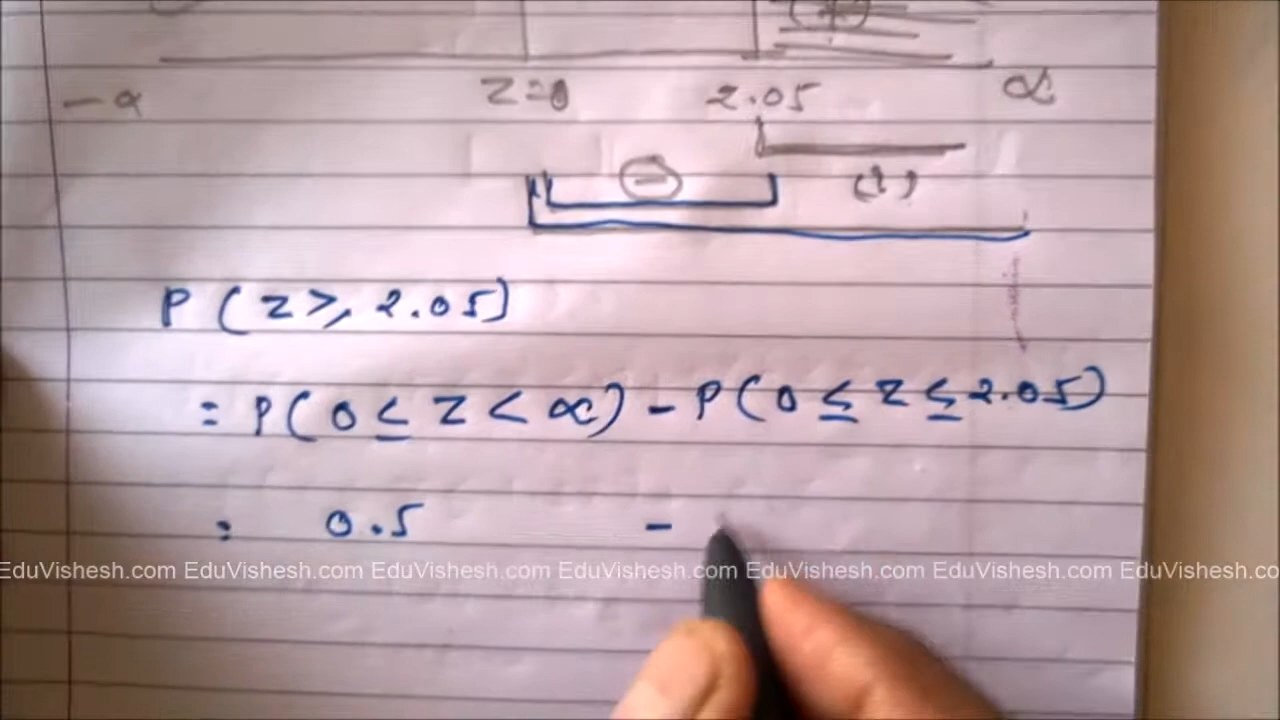 -∝ Z=0 2.05 ∝
(-) (?)
P (Z ≥ 2.05)
= P(0 ≤ Z < ∝) - P(0 ≤ Z ≤ 2.05)
= 0.5 -
EduVishesh.com EduVishesh.com EduVishesh.com EduVishesh.com EduVishesh.com EduVishesh.com EduVishesh.co